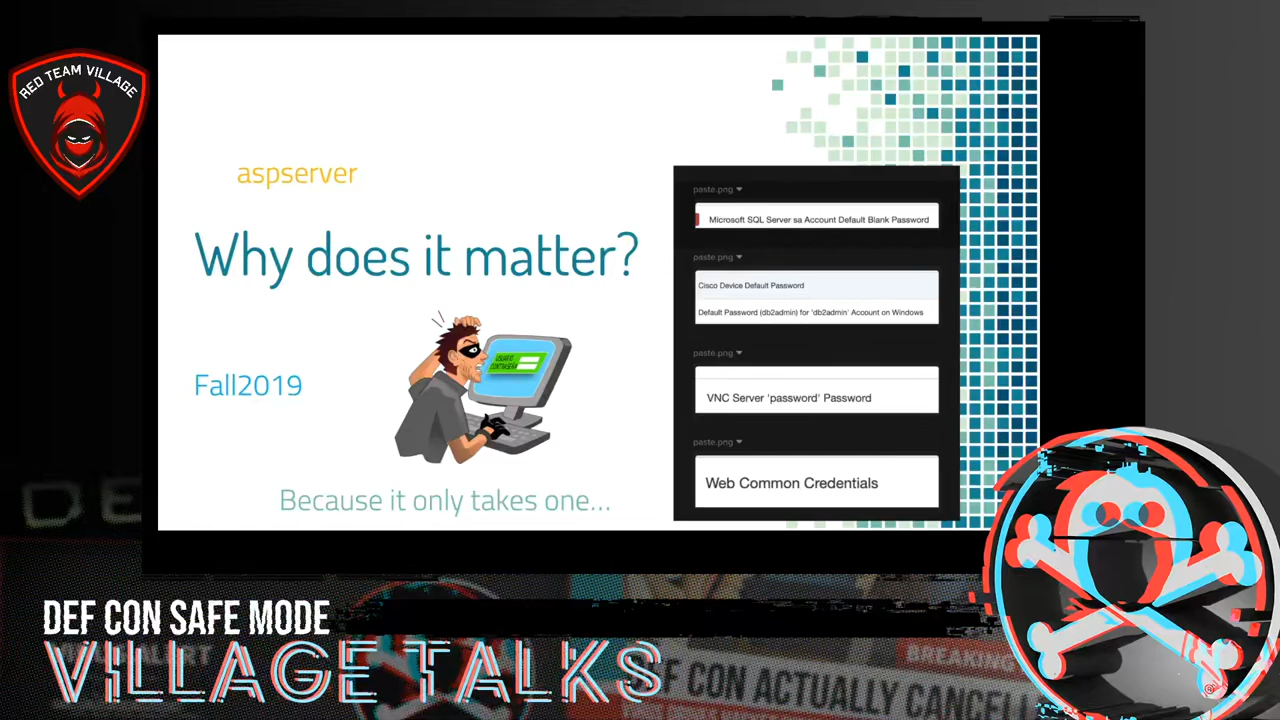 RED TEAM VILLAGE
aspserver
Why does it matter?
Fall2019
USUARIO
CONTRASEÑA
Because it only takes one...
paste.png
Microsoft SQL Server sa Account Default Blank Password
paste.png
Cisco Device Default Password
Default Password (db2admin) for 'db2admin' Account on Windows
paste.png
VNC Server 'password' Password
paste.png
Web Common Credentials
DEF CON SAFE MODE
VILLAGE TALKS
BREAKING
DEF CON ACTUALLY CANCEL